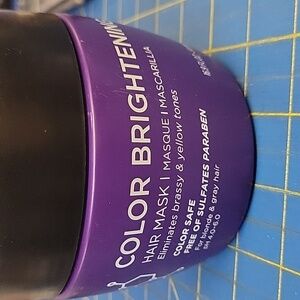 COLOR BRIGHTENING
HAIR MASK | MASQUE | MASCARILLA
Eliminates brassy & yellow tones
COLOR SAFE
FREE OF SULFATES PARABEN
For blonde & gray hair